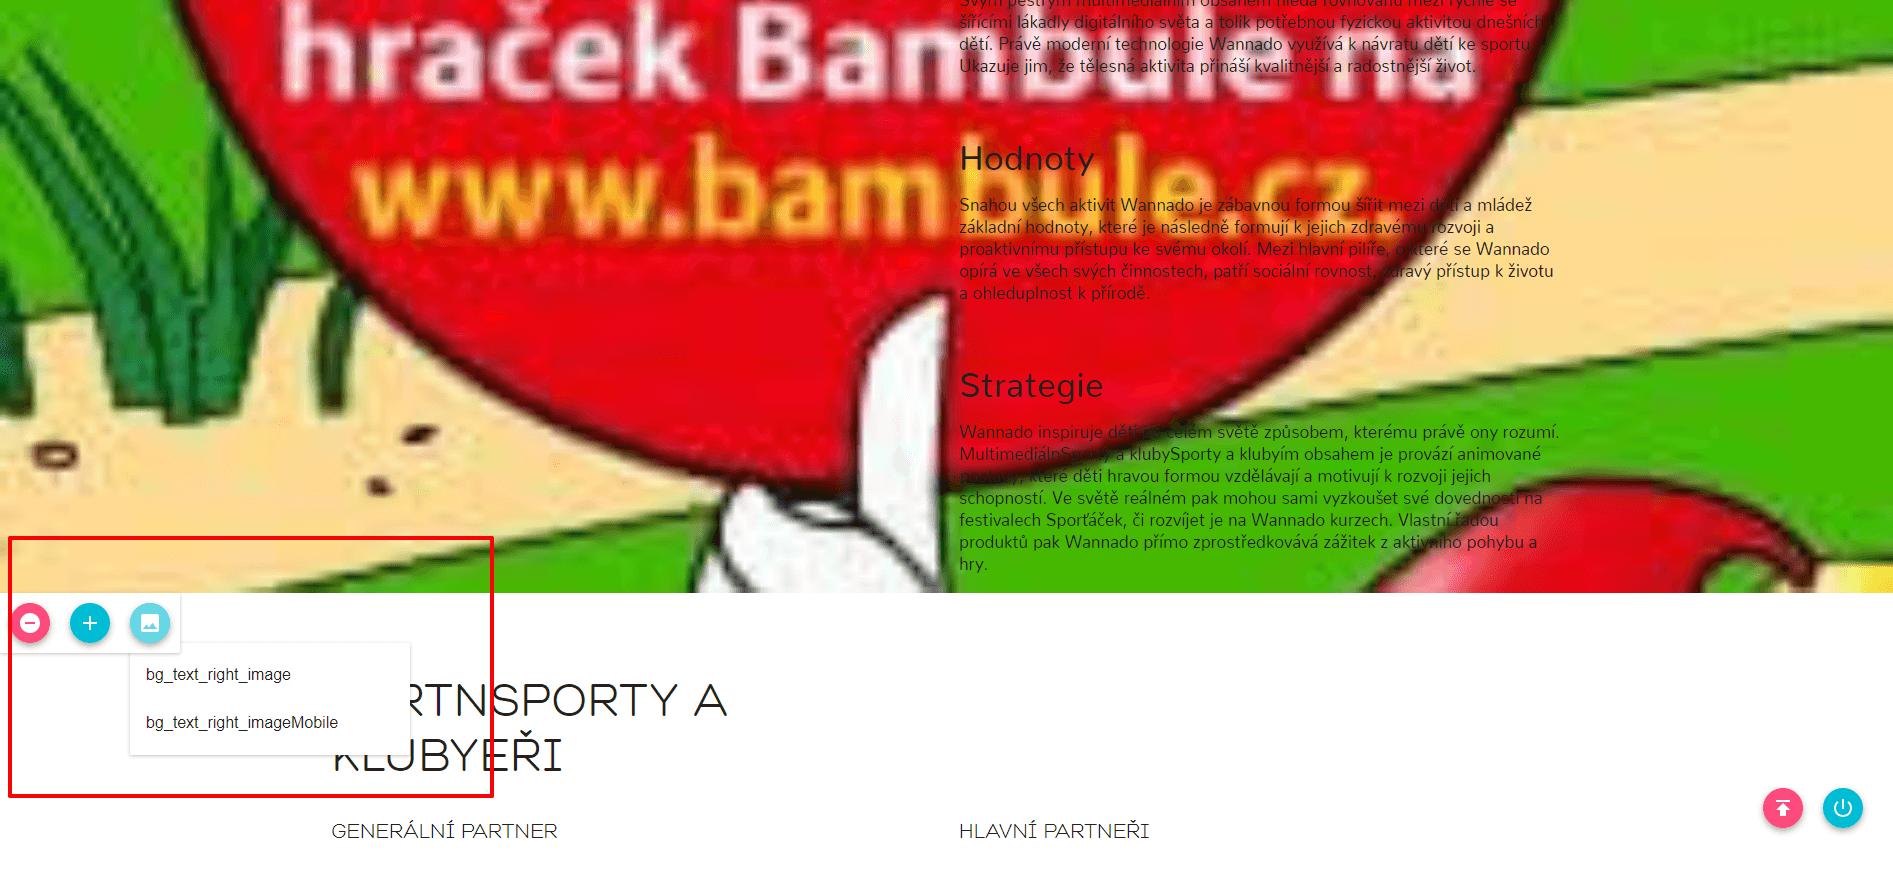 hraček Bambule na
www.bambule.cz
šířícími lákadly digitálního světa a tolik potřebnou fyzickou aktivitou dnešních
dětí. Právě moderní technologie Wannado využívá k návratu dětí ke sportu.
Ukazuje jim, že tělesná aktivita přináší kvalitnější a radostnější život.
Hodnoty
Snahou všech aktivit Wannado je zábavnou formou šířit mezi děti a mládež
základní hodnoty, které je následně formují k jejich zdravému rozvoji a
proaktivnímu přístupu ke svému okolí. Mezi hlavní pilíře, o které se Wannado
opírá ve všech svých činnostech, patří sociální rovnost, zdravý přístup k životu
a ohleduplnost k přírodě.
Strategie
Wannado inspiruje děti po celém světě způsobem, kterému právě ony rozumí.
MultimediálnSporty a klubySporty a klubyím obsahem je provází animované
postavy, které děti hravou formou vzdělávají a motivují k rozvoji jejich
schopností. Ve světě reálném pak mohou sami vyzkoušet své dovednosti na
festivalech Sporťáček, či rozvíjet je na Wannado kurzech. Vlastní řadou
produktů pak Wannado přímo zprostředkovává zážitek z aktivního pohybu a
hry.
bg_text_right_image
bg_text_right_imageMobile
RTNSPORTY A
KLUBYEŘI
GENERÁLNÍ PARTNER
HLAVNÍ PARTNEŘI